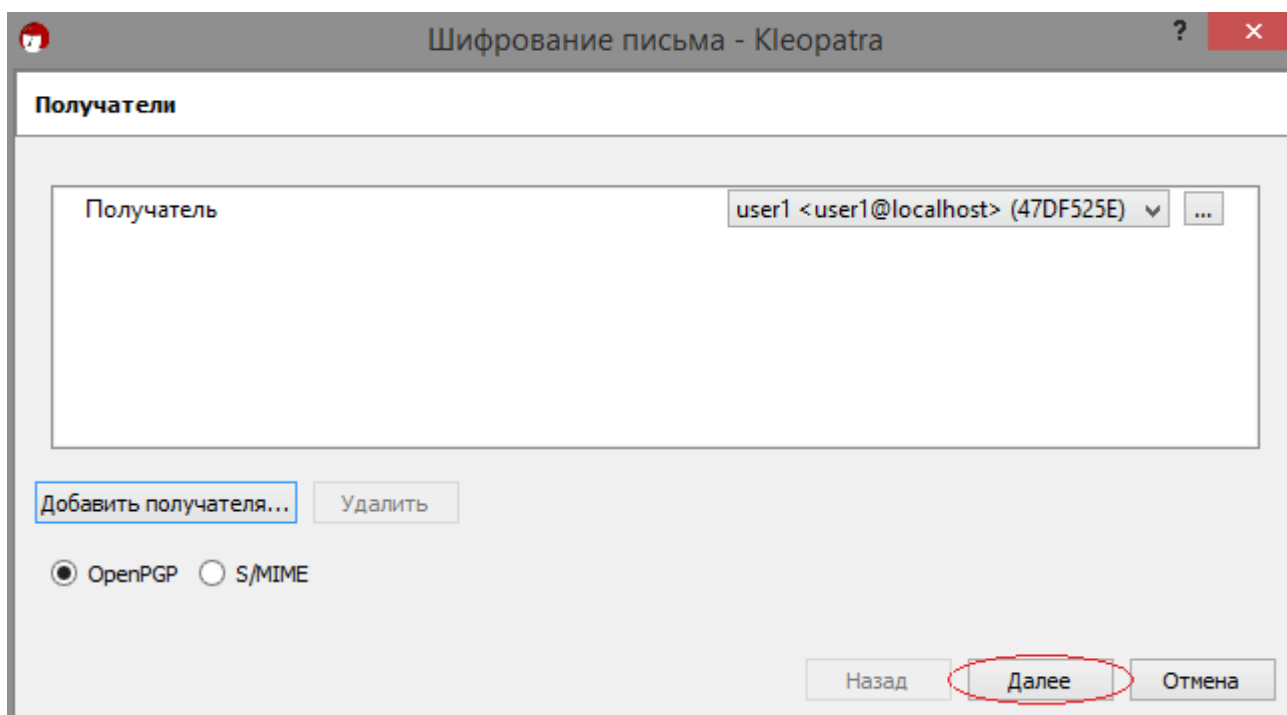 Шифрование письма - Kleopatra
? ×
Получатели
Получатель user1 <user1@localhost> (47DF525E) ...
Добавить получателя... Удалить
OpenPGP S/MIME
Назад Далее Отмена